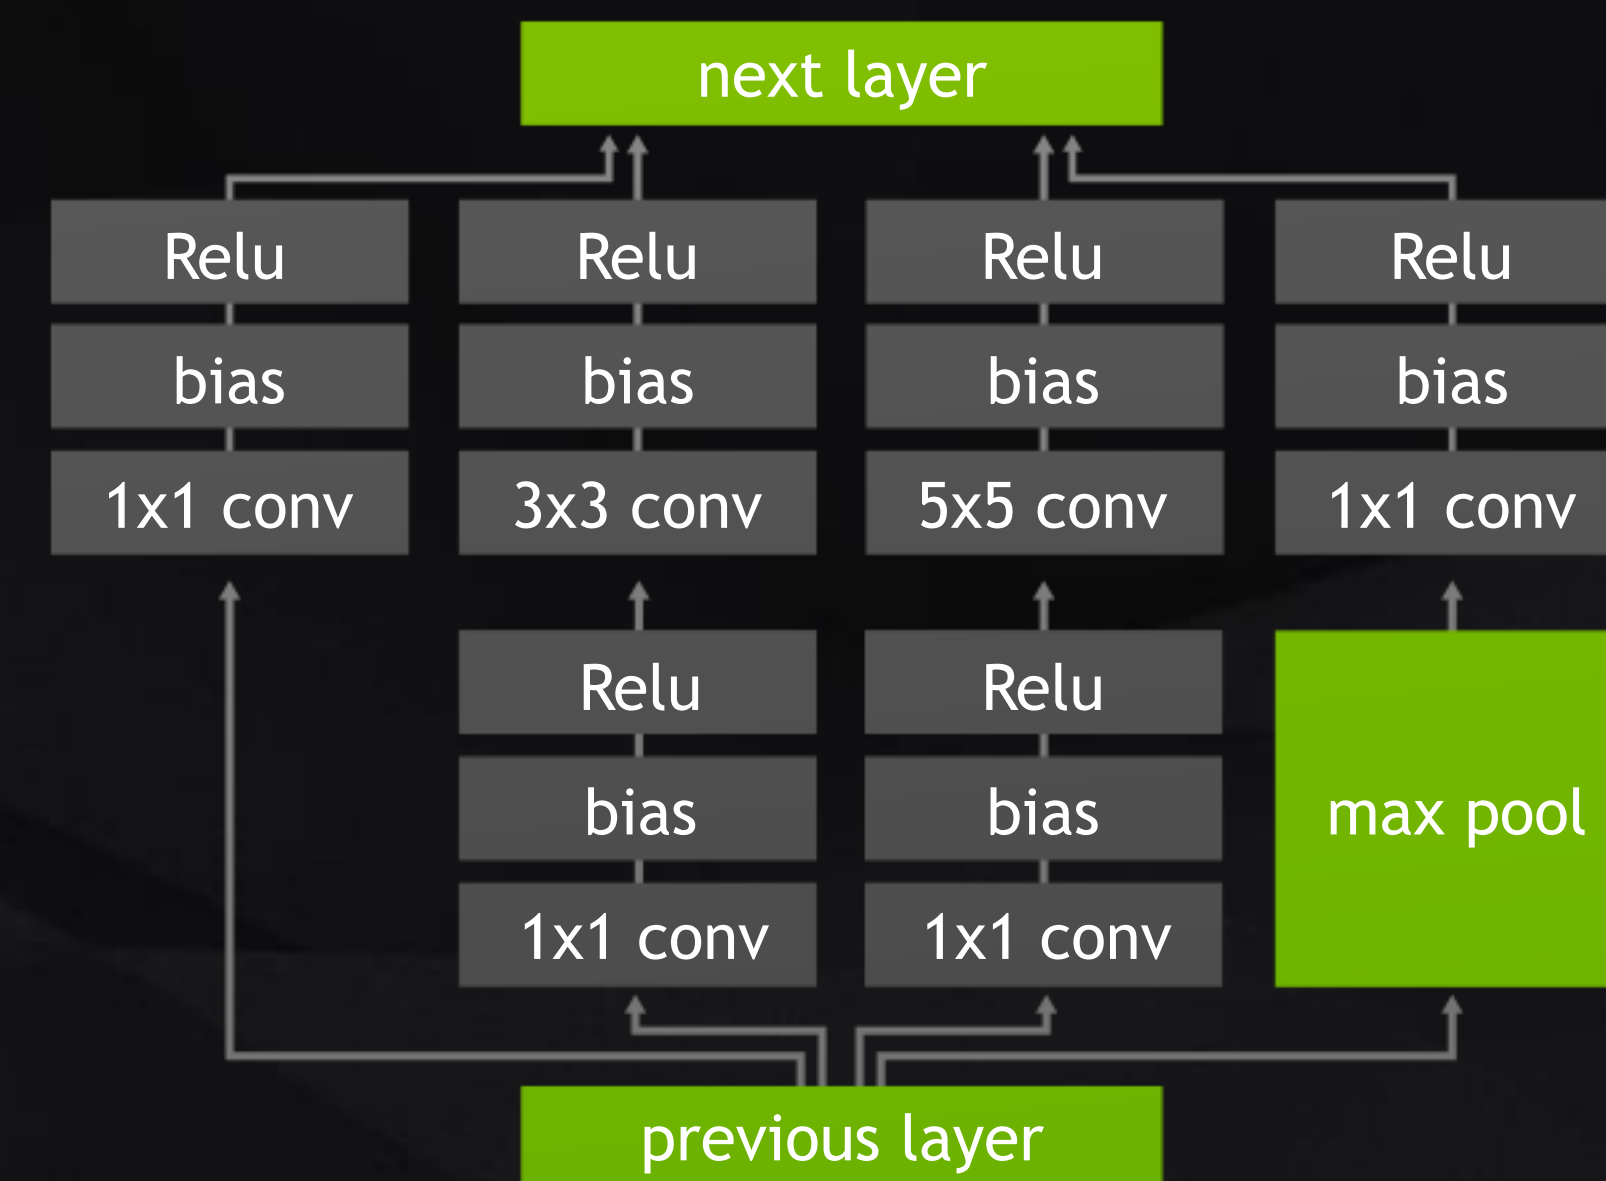 next layer
Relu Relu Relu Relu
bias bias bias bias
1x1 conv 3x3 conv 5x5 conv 1x1 conv
Relu Relu
bias bias max pool
1x1 conv 1x1 conv
previous layer